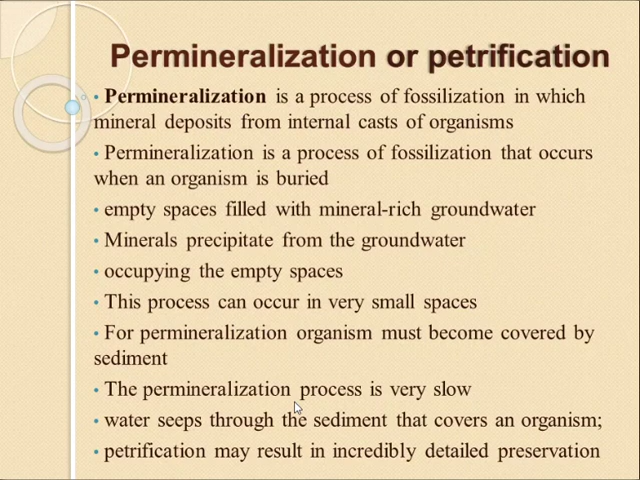 Permineralization or petrification
• Permineralization is a process of fossilization in which
mineral deposits from internal casts of organisms
• Permineralization is a process of fossilization that occurs
when an organism is buried
• empty spaces filled with mineral-rich groundwater
• Minerals precipitate from the groundwater
• occupying the empty spaces
• This process can occur in very small spaces
• For permineralization organism must become covered by
sediment
• The permineralization process is very slow
• water seeps through the sediment that covers an organism;
• petrification may result in incredibly detailed preservation